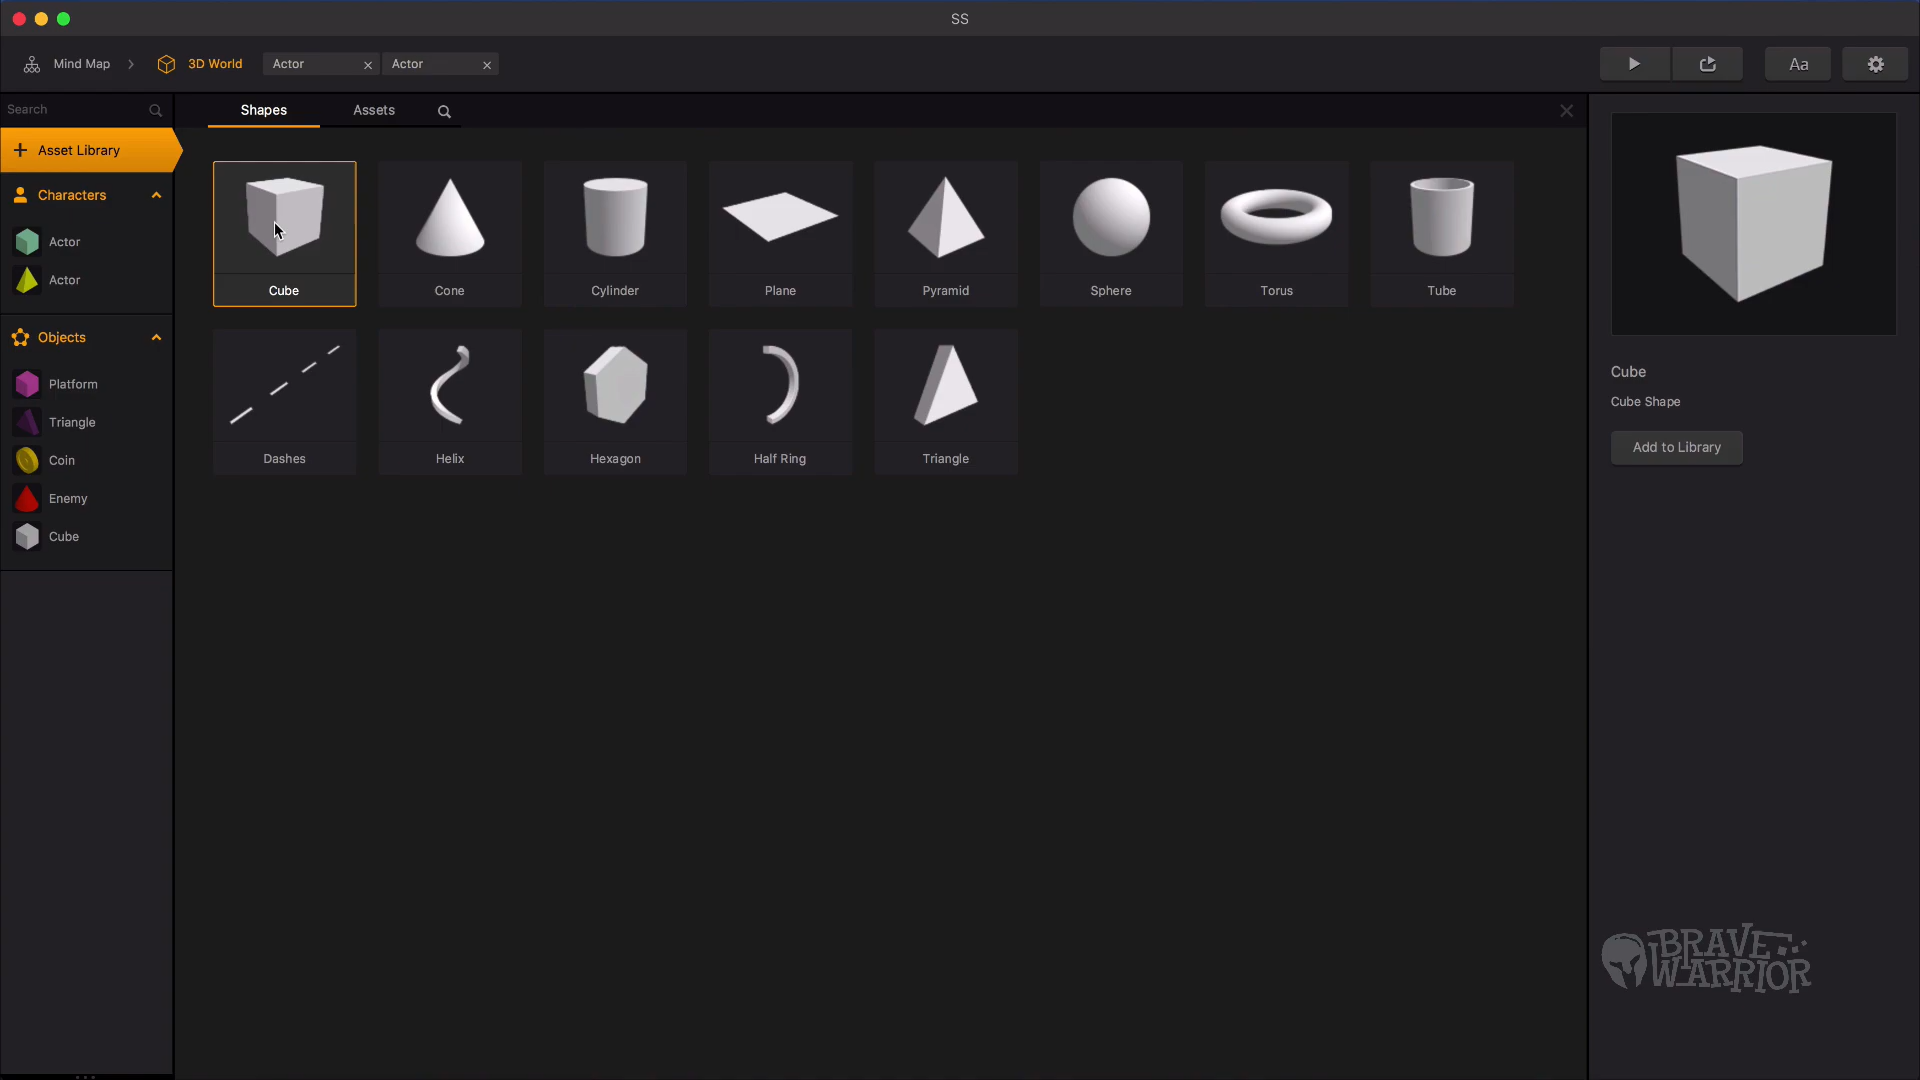 SS
Mind Map
3D World
Actor
Actor
Aa
Search
Shapes
Assets
Asset Library
Characters
Actor
Actor
Objects
Platform
Triangle
Coin
Enemy
Cube
Cube
Cone
Cylinder
Plane
Pyramid
Sphere
Torus
Tube
Dashes
Helix
Hexagon
Half Ring
Triangle
Cube
Cube Shape
Add to Library
BRAVE
WARRIOR